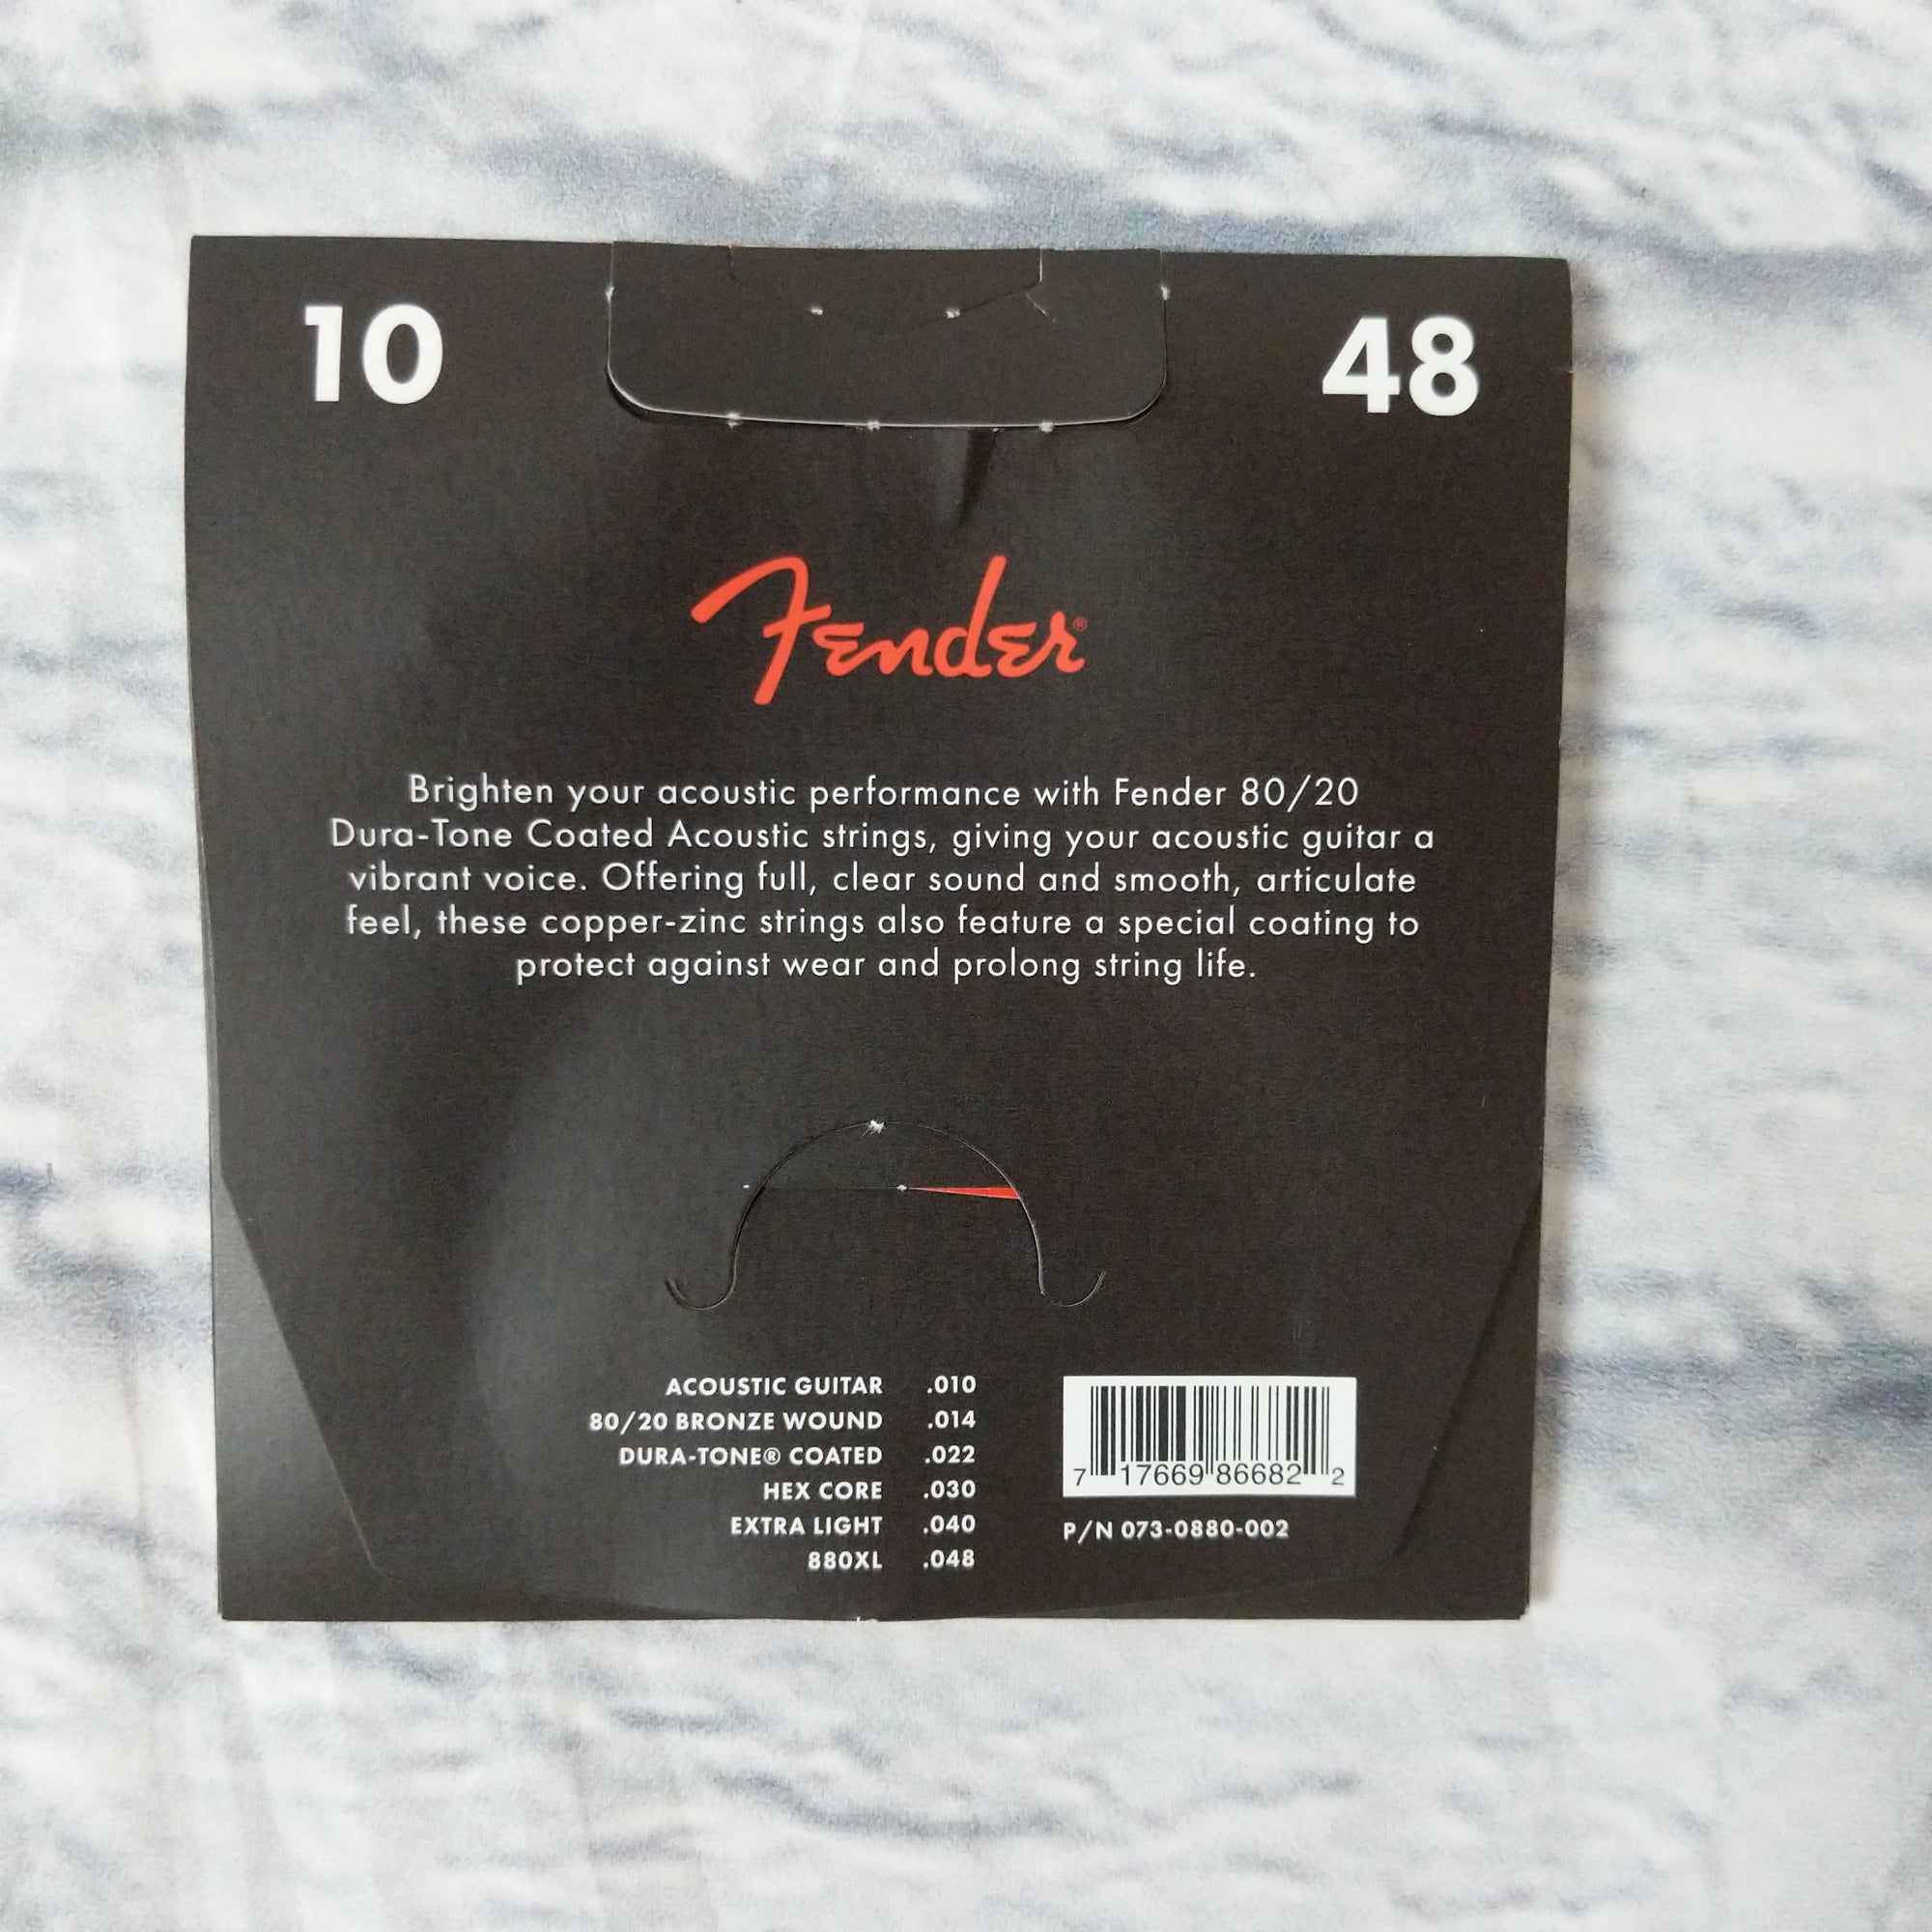 10
48
Fender®
Brighten your acoustic performance with Fender 80/20
Dura-Tone Coated Acoustic strings, giving your acoustic guitar a
vibrant voice. Offering full, clear sound and smooth, articulate
feel, these copper-zinc strings also feature a special coating to
protect against wear and prolong string life.
ACOUSTIC GUITAR .010
80/20 BRONZE WOUND .014
DURA-TONE® COATED .022
HEX CORE .030
EXTRA LIGHT .040
880XL .048
7 17669 86682 2
P/N 073-0880-002